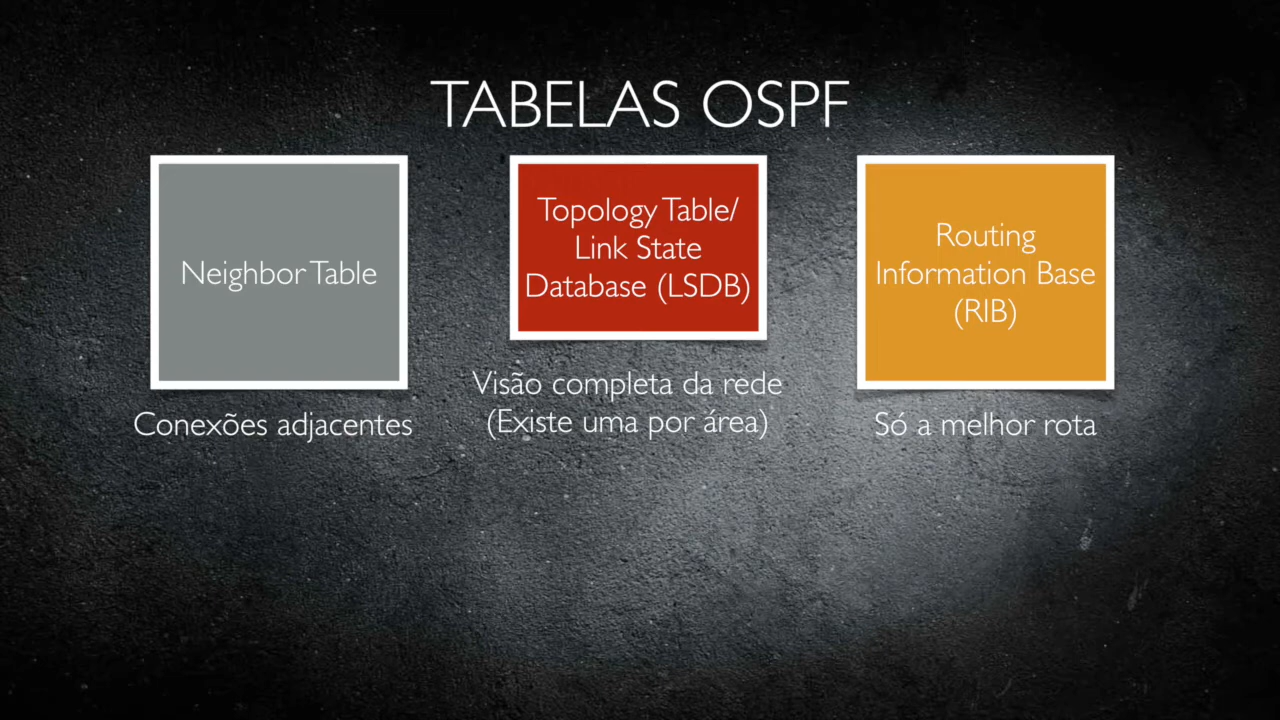 TABELAS OSPF
Neighbor Table
Conexões adjacentes
Topology Table/
Link State
Database (LSDB)
Visão completa da rede
(Existe uma por área)
Routing
Information Base
(RIB)
Só a melhor rota